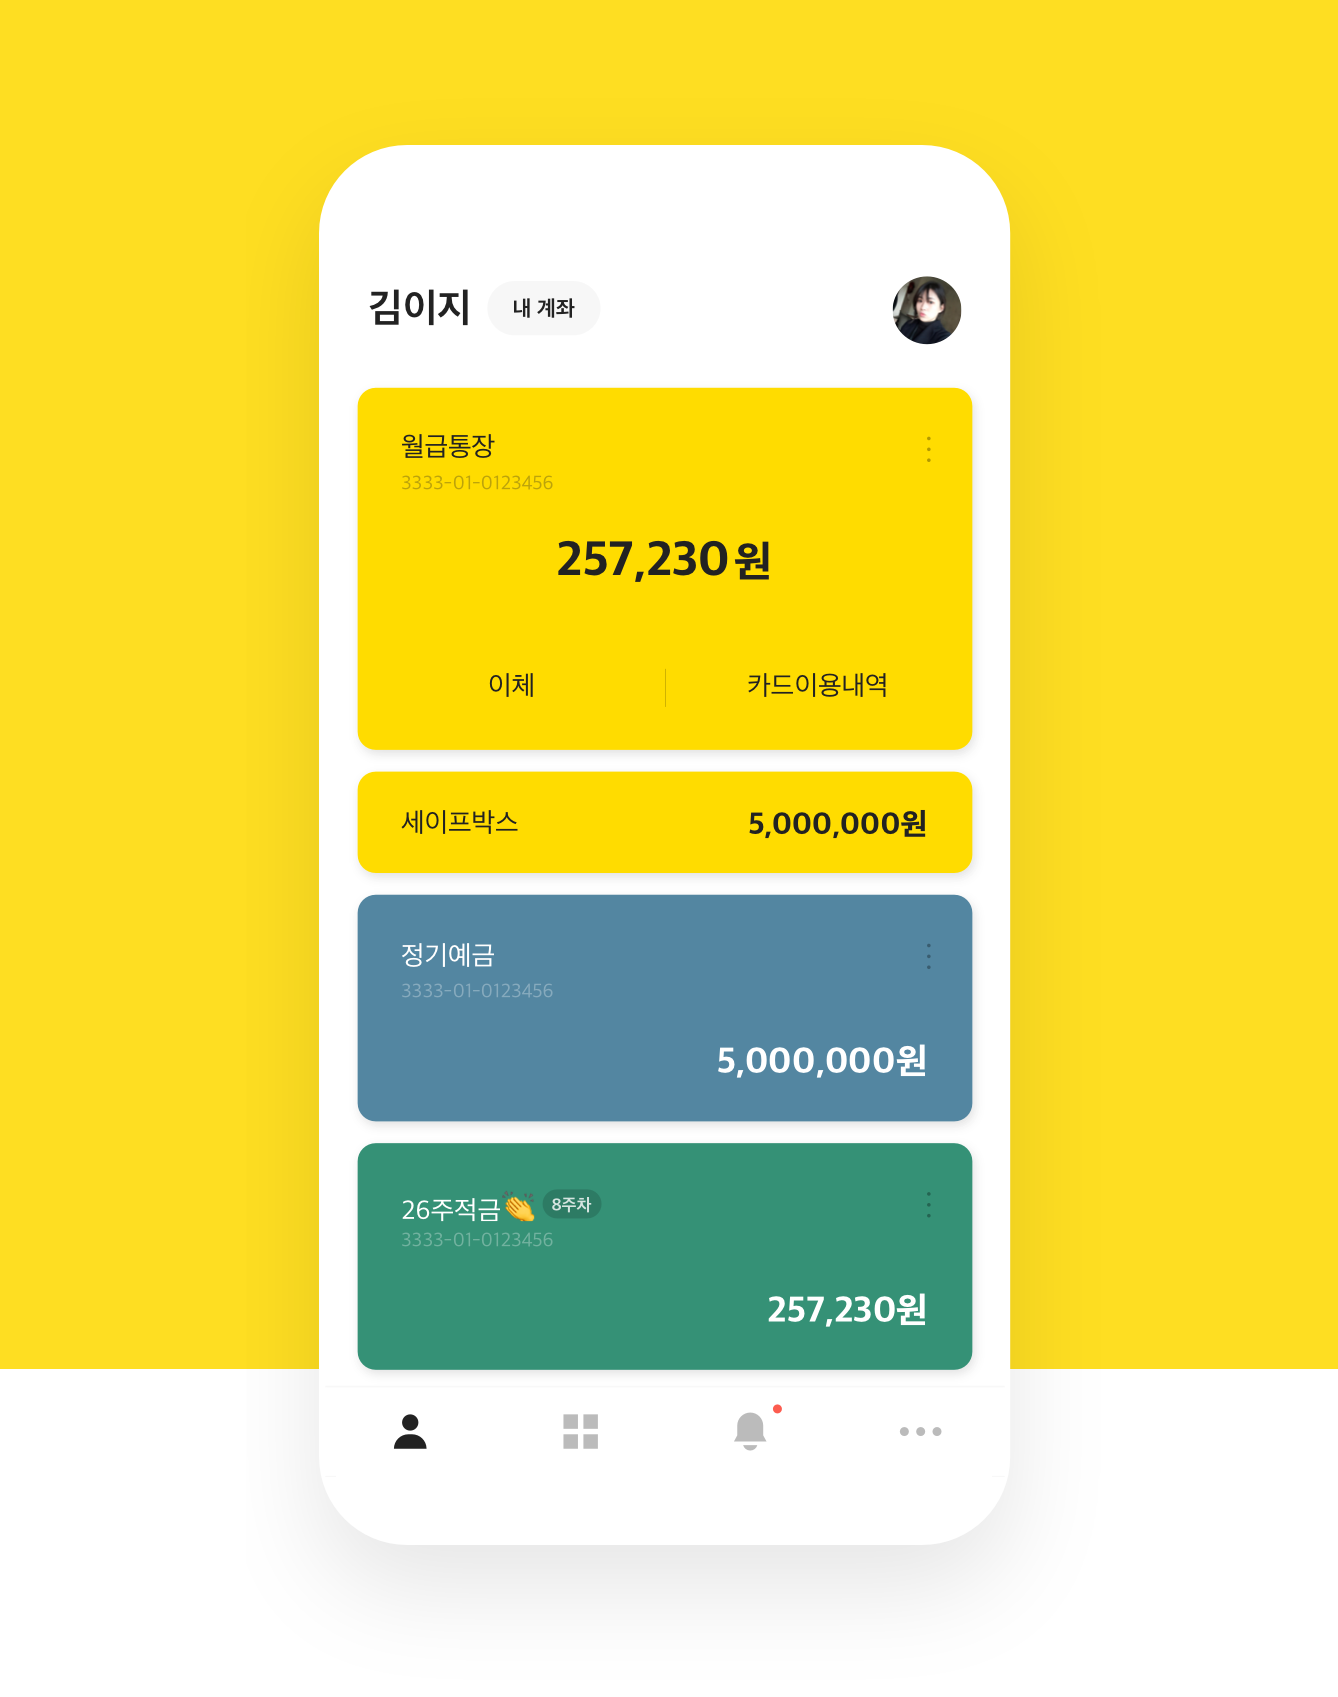 김이지 내 계좌
월급통장
3333-01-0123456
257,230원
이체 카드이용내역
세이프박스 5,000,000원
정기예금
3333-01-0123456
5,000,000원
26주적금👏 8주차
3333-01-0123456
257,230원